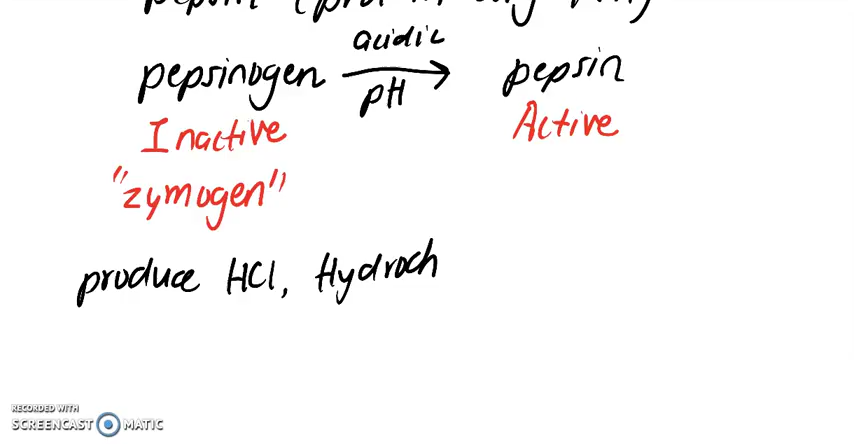 acidic
pepsinogen → pepsin
pH
Inactive Active
"zymogen"
produce HCl, Hydroch
RECORDED WITH
SCREENCAST MATIC